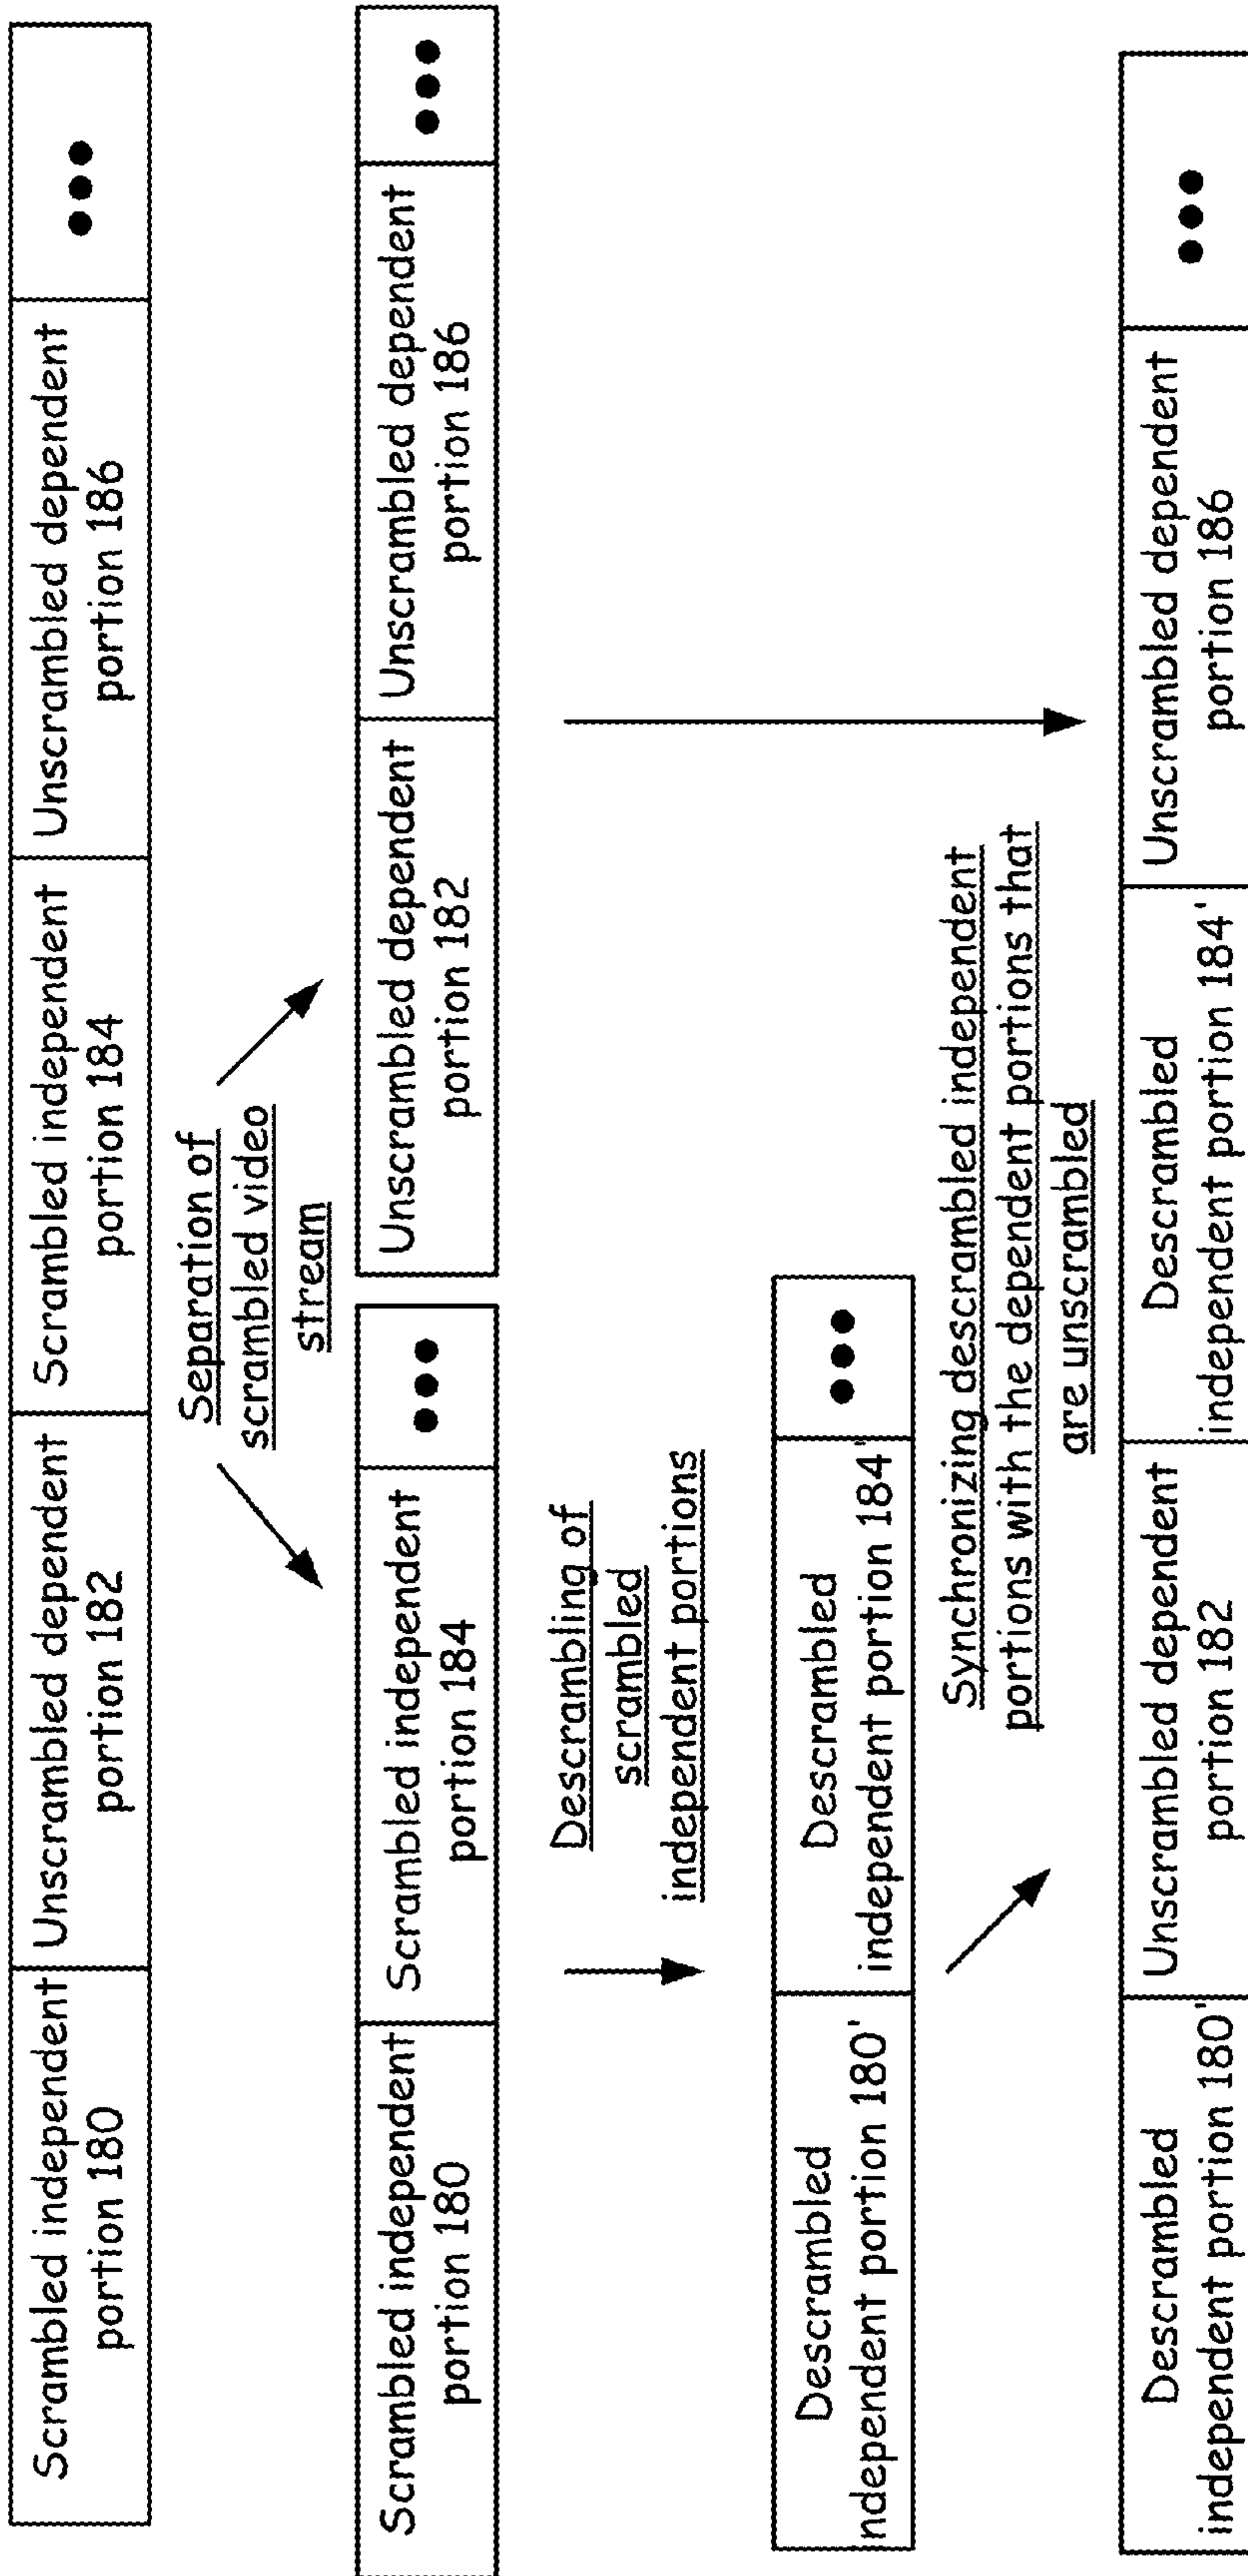 Scrambled independent
portion 180
Unscrambled dependent
portion 182
Scrambled independent
portion 184
Unscrambled dependent
portion 186
•••
Separation of
scrambled video
stream
Scrambled independent
portion 180
Scrambled independent
portion 184
•••
Unscrambled dependent
portion 182
Unscrambled dependent
portion 186
•••
Descrambling of
scrambled
independent portions
Descrambled
ndependent portion 180'
Descrambled
independent portion 184'
•••
Synchronizing descrambled independent
portions with the dependent portions that
are unscrambled
Descrambled
independent portion 180'
Unscrambled dependent
portion 182
Descrambled
independent portion 184'
Unscrambled dependent
portion 186
•••